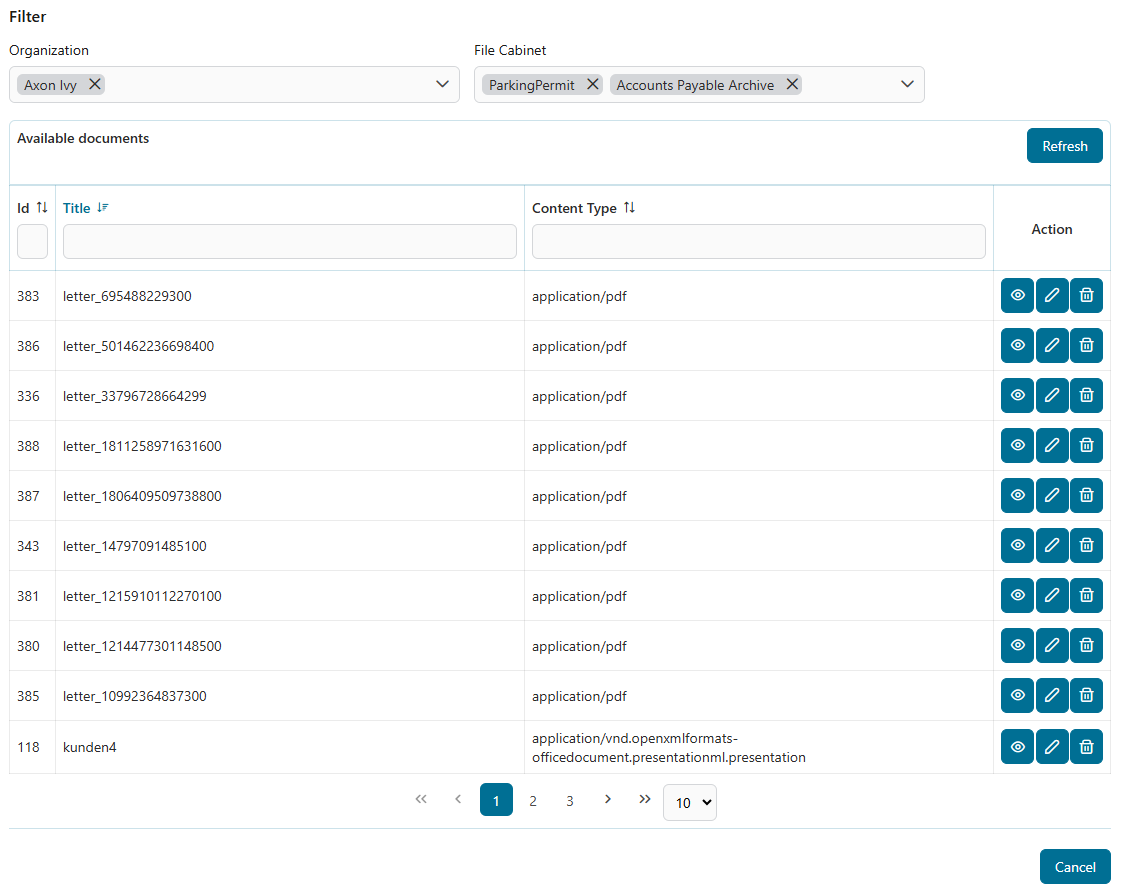 Filter
Organization File Cabinet
Axon Ivy ParkingPermit Accounts Payable Archive
Available documents
Refresh
Id Title Content Type
Action
383 letter_695488229300 application/pdf
386 letter_501462236698400 application/pdf
336 letter_33796728664299 application/pdf
388 letter_1811258971631600 application/pdf
387 letter_1806409509738800 application/pdf
343 letter_14797091485100 application/pdf
381 letter_1215910112270100 application/pdf
380 letter_1214477301148500 application/pdf
385 letter_10992364837300 application/pdf
118 kunden4 application/vnd.openxmlformats-
officedocument.presentationml.presentation
1 2 3 10
Cancel